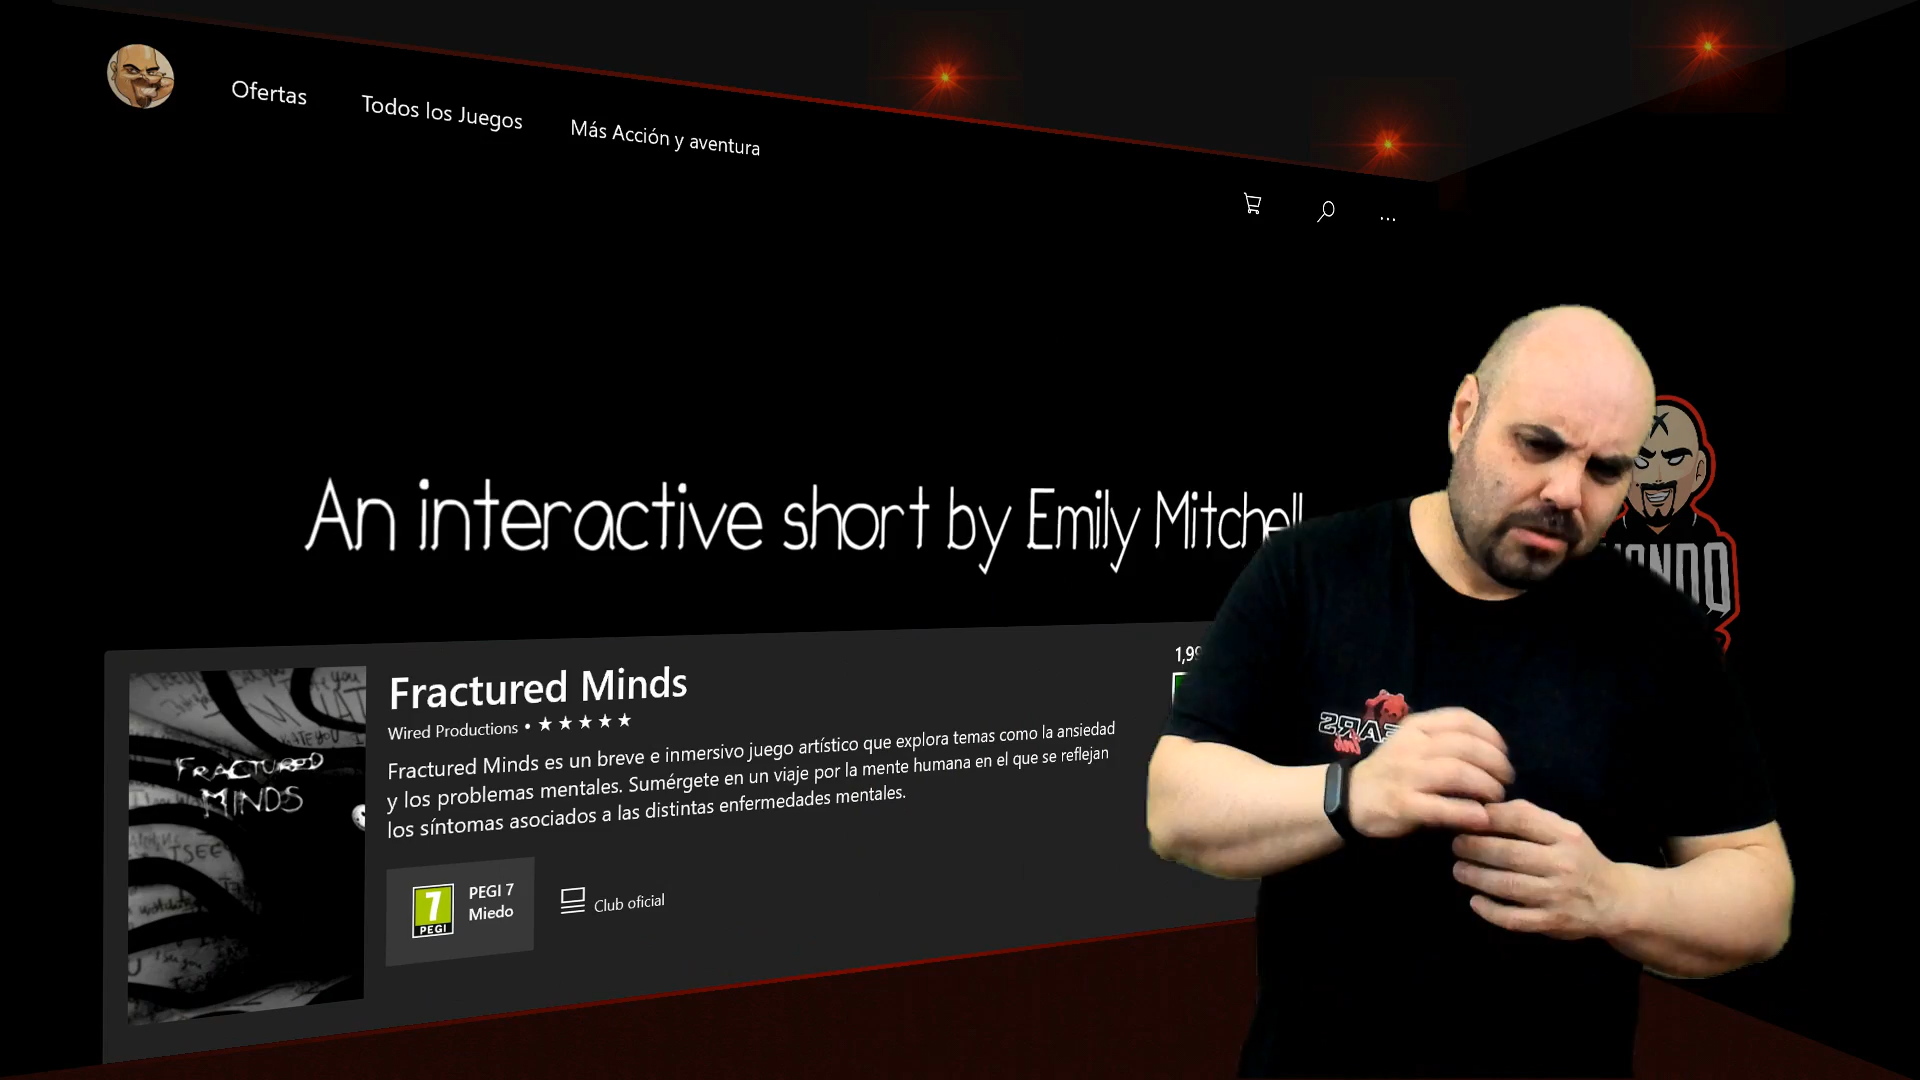 Ofertas
Todos los Juegos
Más Acción y aventura
...
An interactive short by Emily Mitchell
Fractured Minds
Wired Productions • ★ ★ ★ ★ ★
1,99
Fractured Minds es un breve e inmersivo juego artístico que explora temas como la ansiedad
y los problemas mentales. Sumérgete en un viaje por la mente humana en el que se reflejan
los síntomas asociados a las distintas enfermedades mentales.
FRACTURED
MINDS
7
PEGI
PEGI 7
Miedo
Club oficial